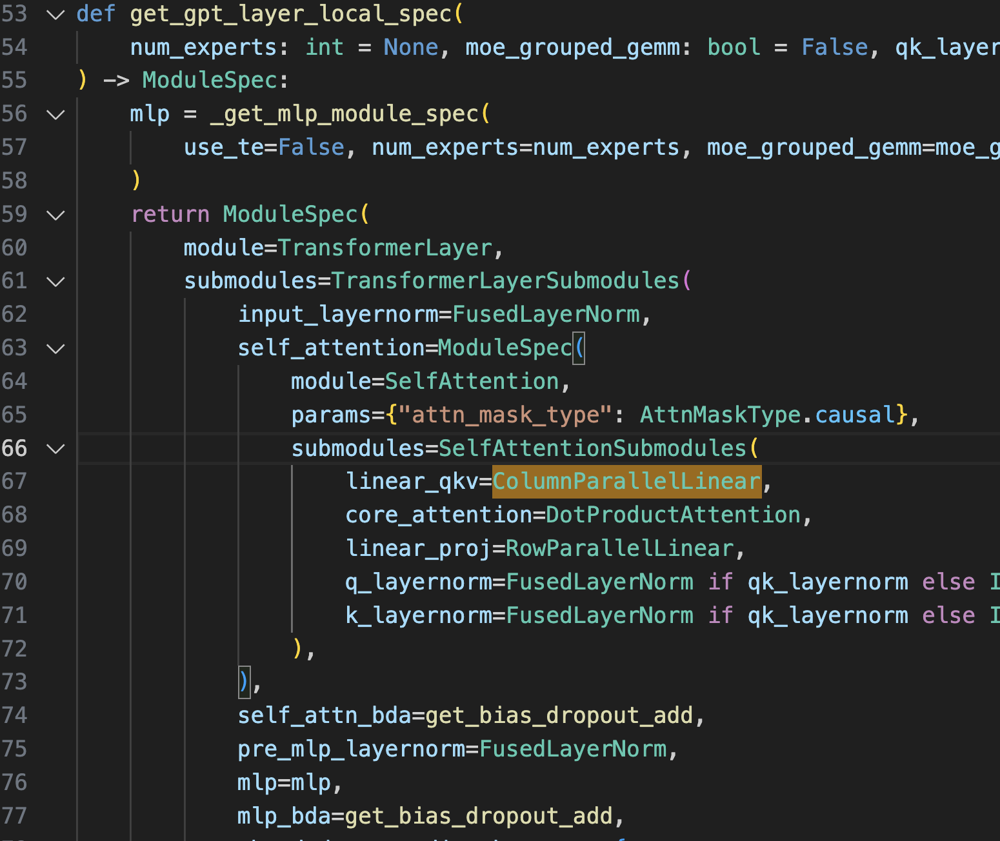 53 def get_gpt_layer_local_spec(
54 num_experts: int = None, moe_grouped_gemm: bool = False, qk_layer
55 ) -> ModuleSpec:
56 mlp = _get_mlp_module_spec(
57 use_te=False, num_experts=num_experts, moe_grouped_gemm=moe_g
58 )
59 return ModuleSpec(
60 module=TransformerLayer,
61 submodules=TransformerLayerSubmodules(
62 input_layernorm=FusedLayerNorm,
63 self_attention=ModuleSpec(
64 module=SelfAttention,
65 params={"attn_mask_type": AttnMaskType.causal},
66 submodules=SelfAttentionSubmodules(
67 linear_qkv=ColumnParallelLinear,
68 core_attention=DotProductAttention,
69 linear_proj=RowParallelLinear,
70 q_layernorm=FusedLayerNorm if qk_layernorm else I
71 k_layernorm=FusedLayerNorm if qk_layernorm else I
72 ),
73 ),
74 self_attn_bda=get_bias_dropout_add,
75 pre_mlp_layernorm=FusedLayerNorm,
76 mlp=mlp,
77 mlp_bda=get_bias_dropout_add,